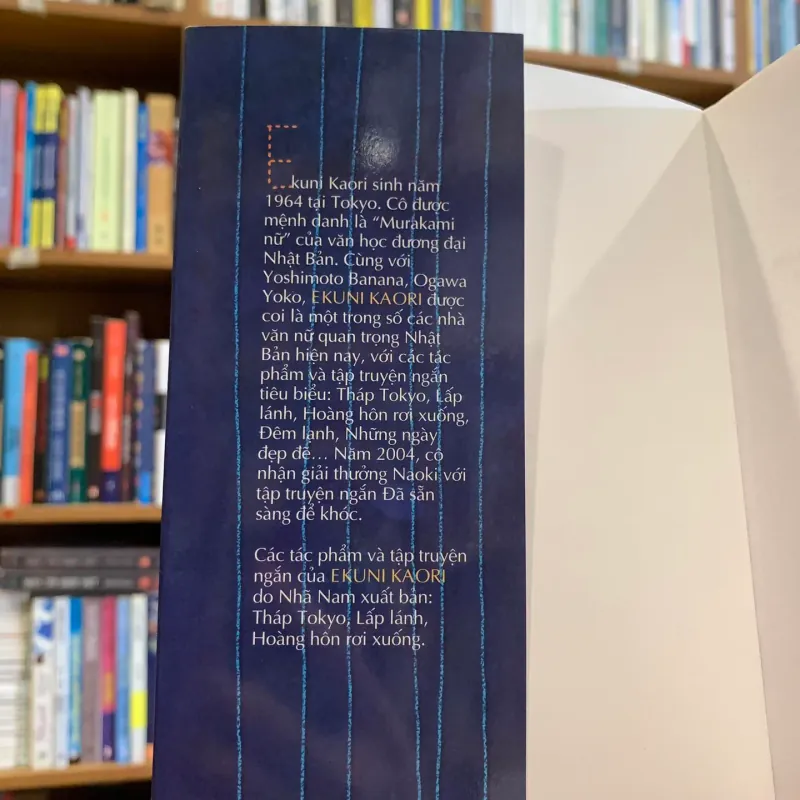 Ekuni Kaori sinh năm
1964 tại Tokyo. Cô được
mệnh danh là “Murakami
nữ” của văn học đương đại
Nhật Bản. Cùng với
Yoshimoto Banana, Ogawa
Yoko, EKUNI KAORI được
coi là một trong số các nhà
văn nữ quan trọng Nhật
Bản hiện nay, với các tác
phẩm và tập truyện ngắn
tiêu biểu: Tháp Tokyo, Lấp
lánh, Hoàng hôn rơi xuống,
Đêm lạnh, Những ngày
đẹp đẽ... Năm 2004, cô
nhận giải thưởng Naoki với
tập truyện ngắn Đã sẵn
sàng để khóc.
Các tác phẩm và tập truyện
ngắn của EKUNI KAORI
do Nhã Nam xuất bản:
Tháp Tokyo, Lấp lánh,
Hoàng hôn rơi xuống.